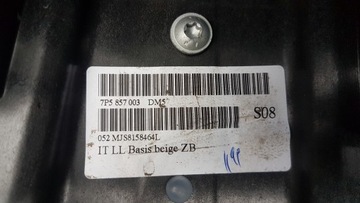 7P5 857 003 DM5
S08
052 MJS8158464L
IT LL Basis beige ZB